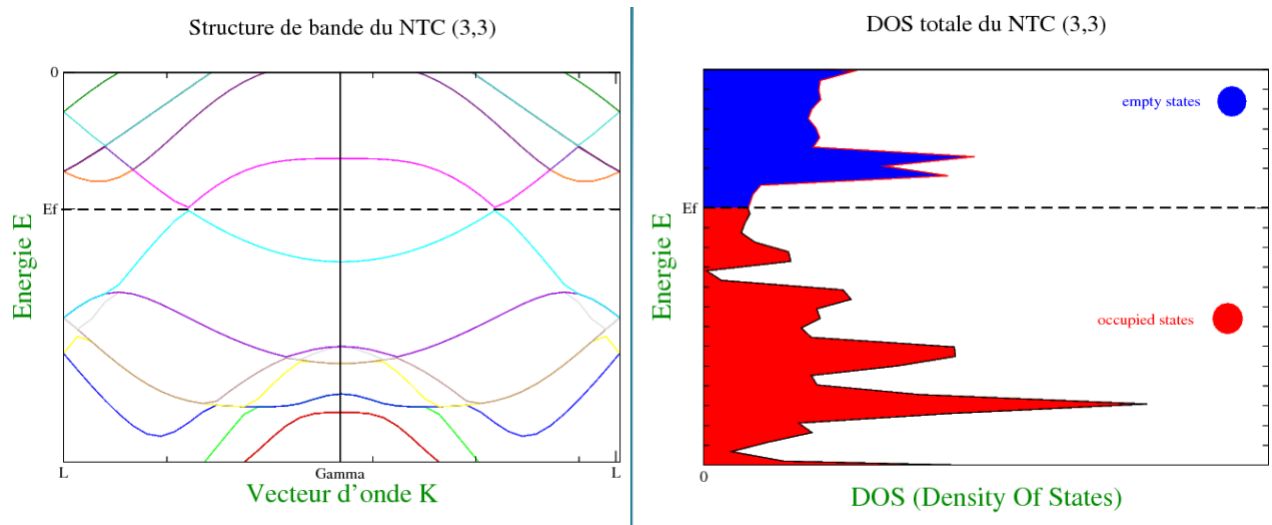 Structure de bande du NTC (3,3)
0
Ef
Energie E
L
Gamma
L
Vecteur d'onde K
DOS totale du NTC (3,3)
empty states
Ef
Energie E
occupied states
0
DOS (Density Of States)